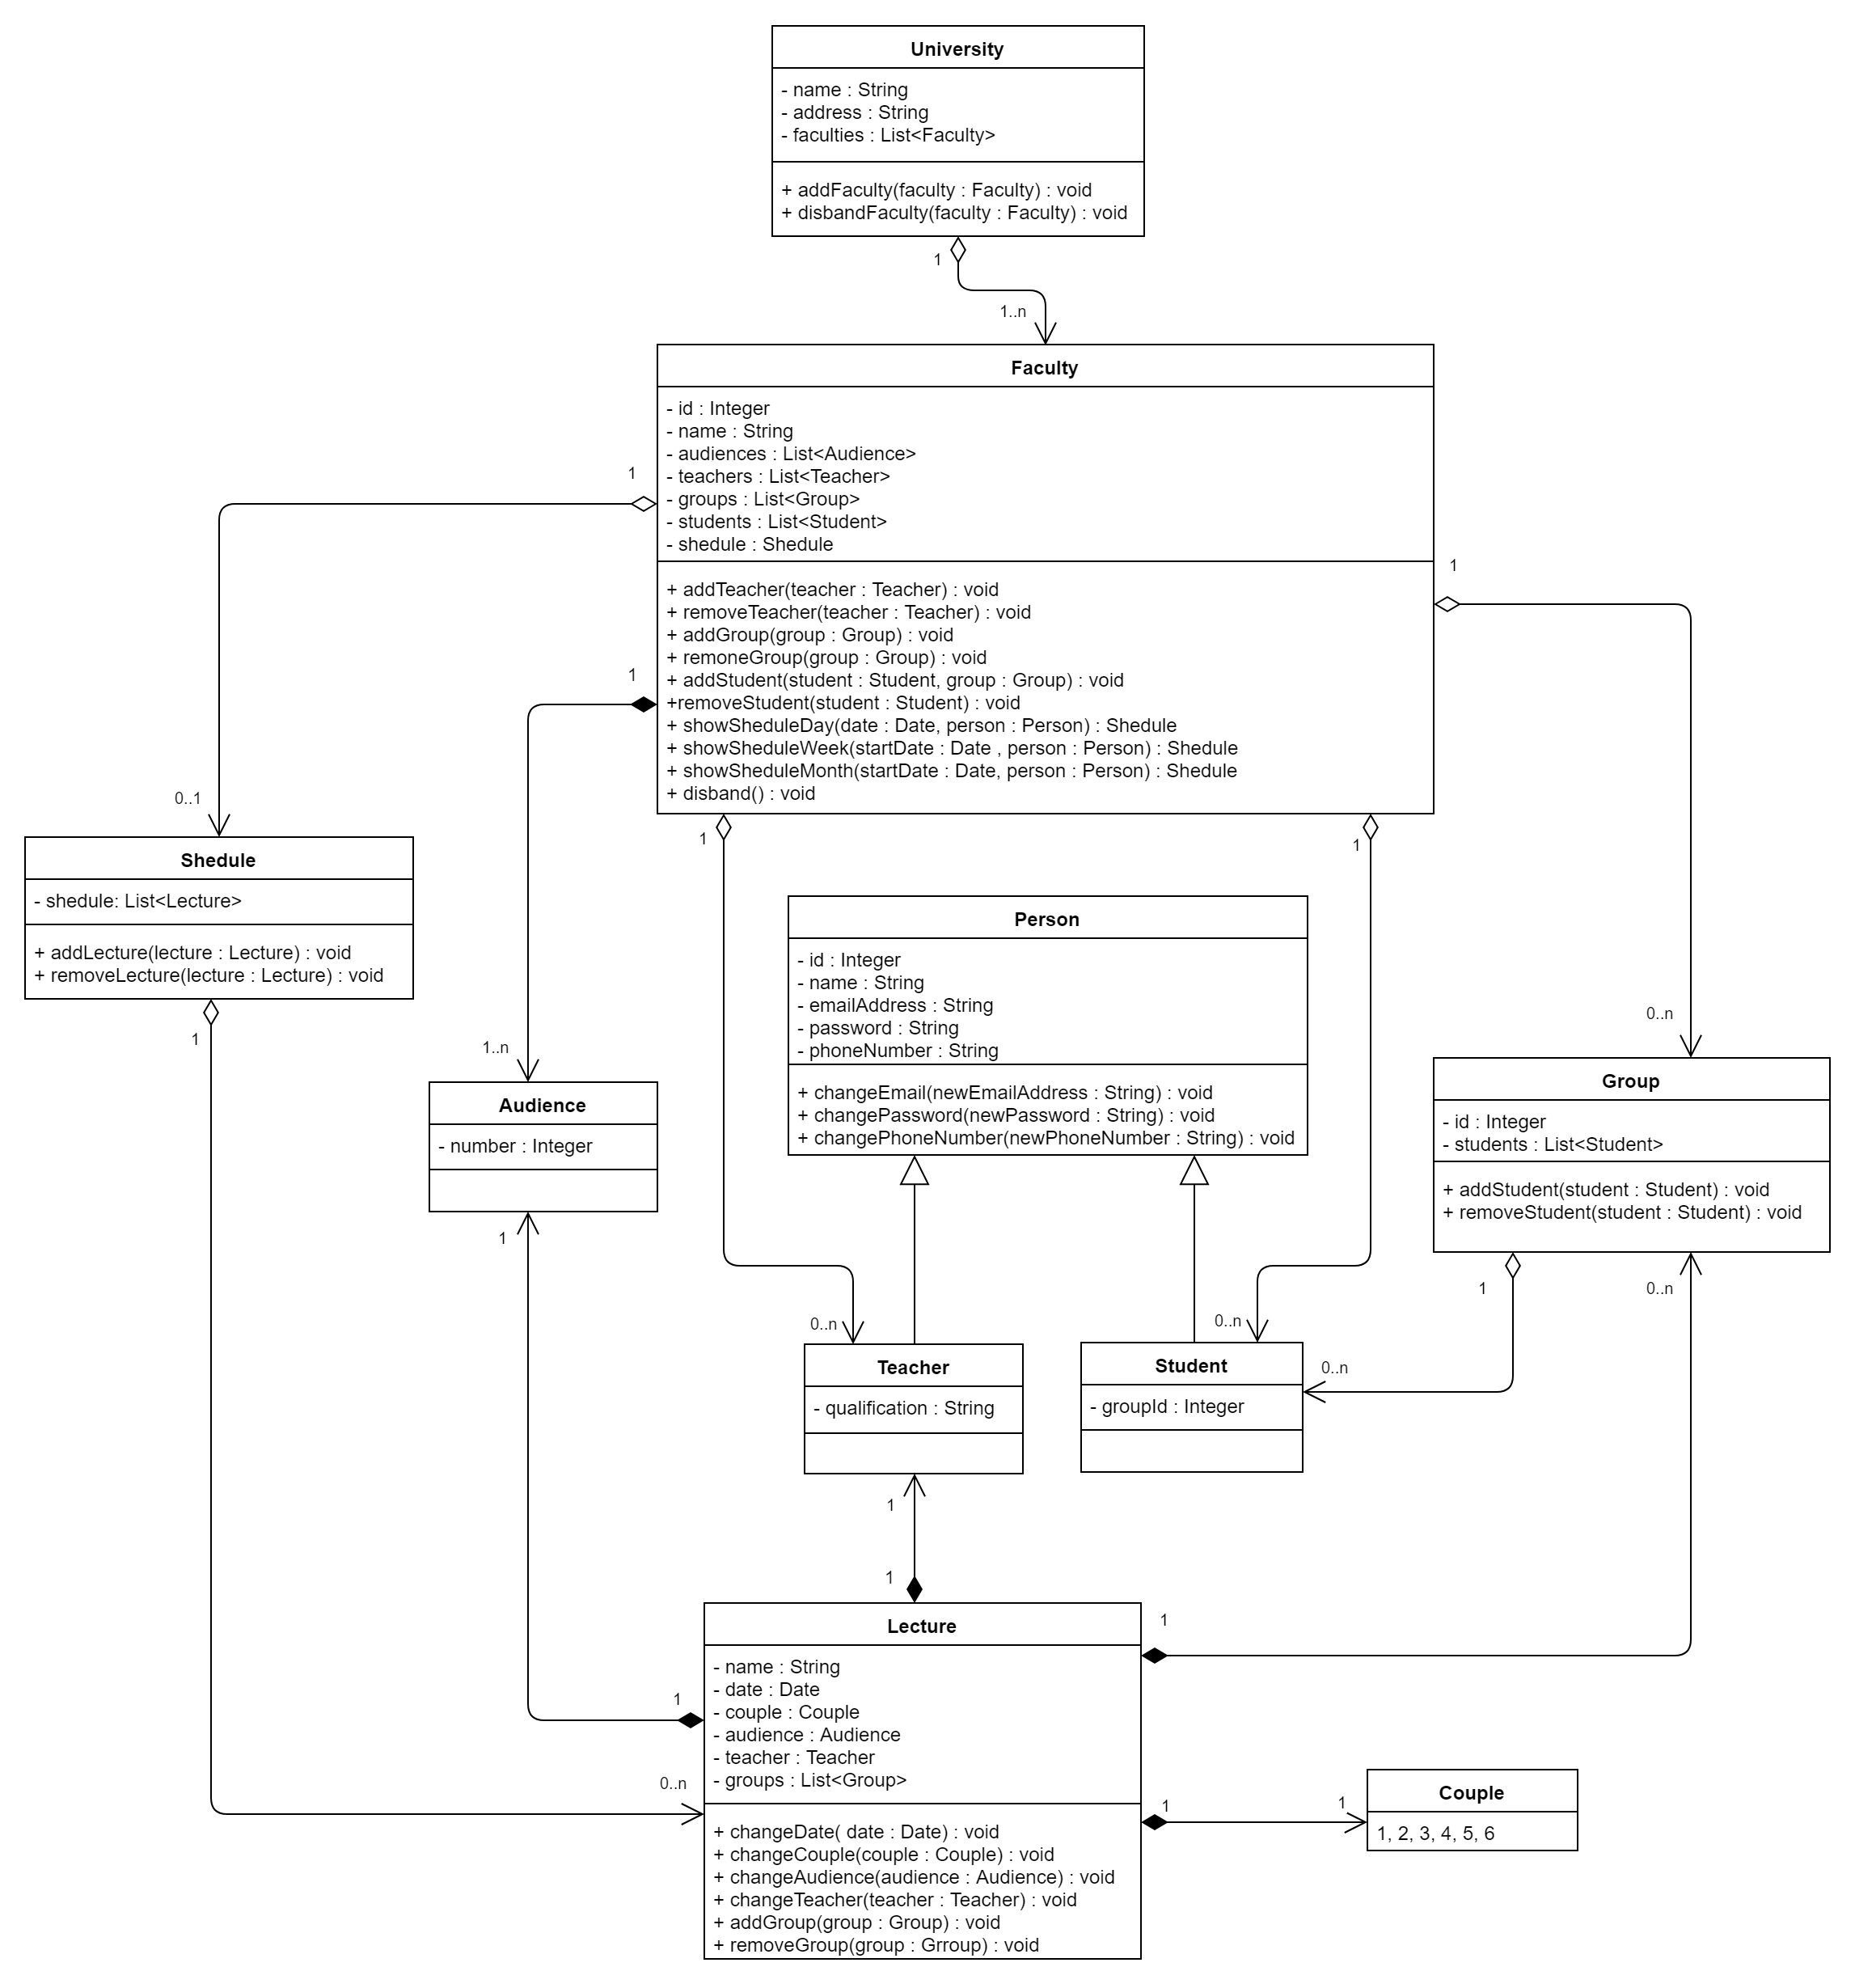 University
- name : String
- address : String
- faculties : List<Faculty>
+ addFaculty(faculty : Faculty) : void
+ disbandFaculty(faculty : Faculty) : void
1
1..n
Faculty
- id : Integer
- name : String
- audiences : List<Audience>
- teachers : List<Teacher>
- groups : List<Group>
- students : List<Student>
- shedule : Shedule
+ addTeacher(teacher : Teacher) : void
+ removeTeacher(teacher : Teacher) : void
+ addGroup(group : Group) : void
+ remoneGroup(group : Group) : void
+ addStudent(student : Student, group : Group) : void
+removeStudent(student : Student) : void
+ showSheduleDay(date : Date, person : Person) : Shedule
+ showSheduleWeek(startDate : Date , person : Person) : Shedule
+ showSheduleMonth(startDate : Date, person : Person) : Shedule
+ disband() : void
1
1
1
0..1
1
1
Shedule
- shedule: List<Lecture>
+ addLecture(lecture : Lecture) : void
+ removeLecture(lecture : Lecture) : void
1
Person
- id : Integer
- name : String
- emailAddress : String
- password : String
- phoneNumber : String
+ changeEmail(newEmailAddress : String) : void
+ changePassword(newPassword : String) : void
+ changePhoneNumber(newPhoneNumber : String) : void
1..n
0..n
Audience
- number : Integer
1
Group
- id : Integer
- students : List<Student>
+ addStudent(student : Student) : void
+ removeStudent(student : Student) : void
1
0..n
0..n
0..n
0..n
Teacher
- qualification : String
Student
- groupId : Integer
1
1
Lecture
- name : String
- date : Date
- couple : Couple
- audience : Audience
- teacher : Teacher
- groups : List<Group>
+ changeDate( date : Date) : void
+ changeCouple(couple : Couple) : void
+ changeAudience(audience : Audience) : void
+ changeTeacher(teacher : Teacher) : void
+ addGroup(group : Group) : void
+ removeGroup(group : Grroup) : void
1
1
0..n
1
1
Couple
1, 2, 3, 4, 5, 6